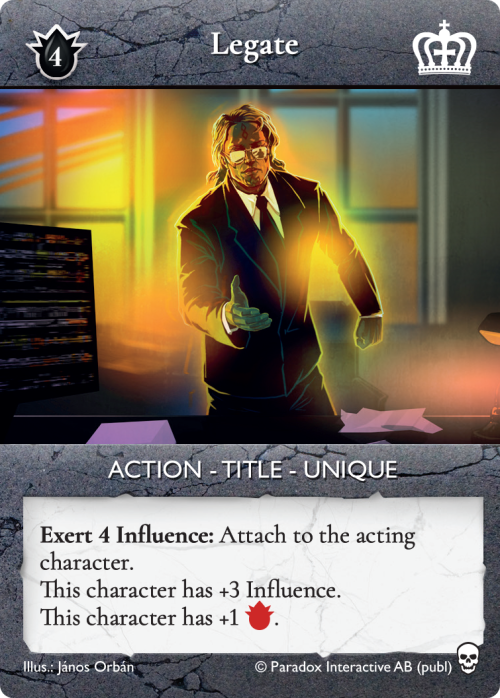 4
Legate
ACTION - TITLE - UNIQUE
Exert 4 Influence: Attach to the acting
character.
This character has +3 Influence.
This character has +1 .
Illus.: János Orbán
© Paradox Interactive AB (publ)